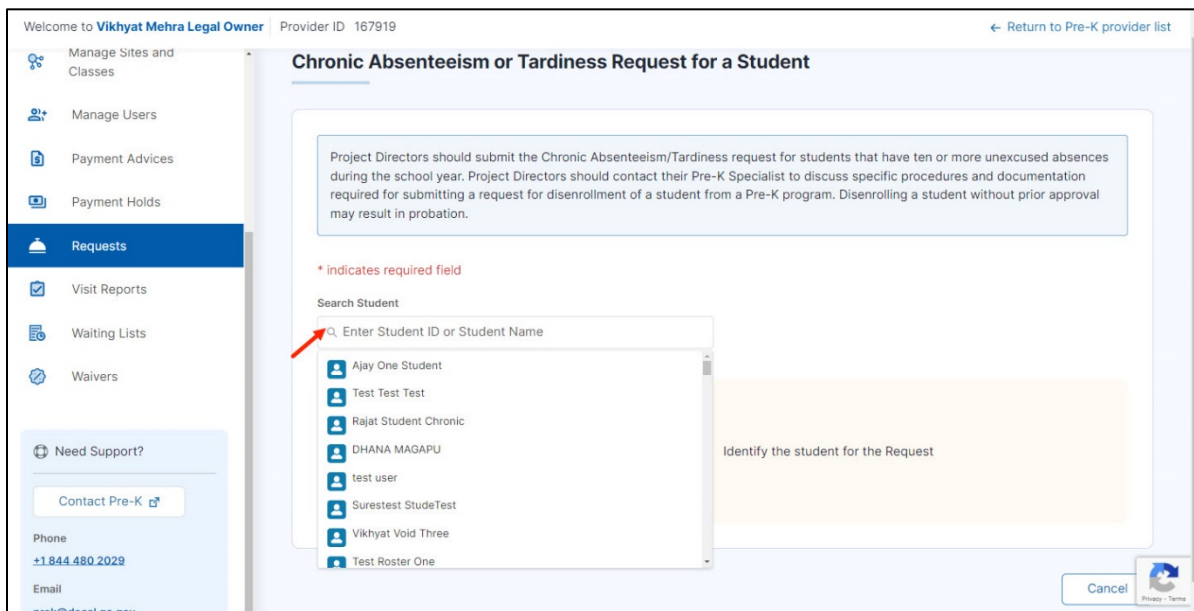 Welcome to Vikhyat Mehra Legal Owner Provider ID 167919
← Return to Pre-K provider list
Manage Sites and
Classes
Manage Users
Payment Advices
Payment Holds
Requests
Visit Reports
Waiting Lists
Waivers
Need Support?
Contact Pre-K
Phone
+1 844 480 2029
Email
Chronic Absenteeism or Tardiness Request for a Student
Project Directors should submit the Chronic Absenteeism/Tardiness request for students that have ten or more unexcused absences
during the school year. Project Directors should contact their Pre-K Specialist to discuss specific procedures and documentation
required for submitting a request for disenrollment of a student from a Pre-K program. Disenrolling a student without prior approval
may result in probation.
* indicates required field
Search Student
Enter Student ID or Student Name
Ajay One Student
Test Test Test
Rajat Student Chronic
DHANA MAGAPU
test user
Surestest StudeTest
Vikhyat Void Three
Test Roster One
Identify the student for the Request
Cancel
Privacy - Terms